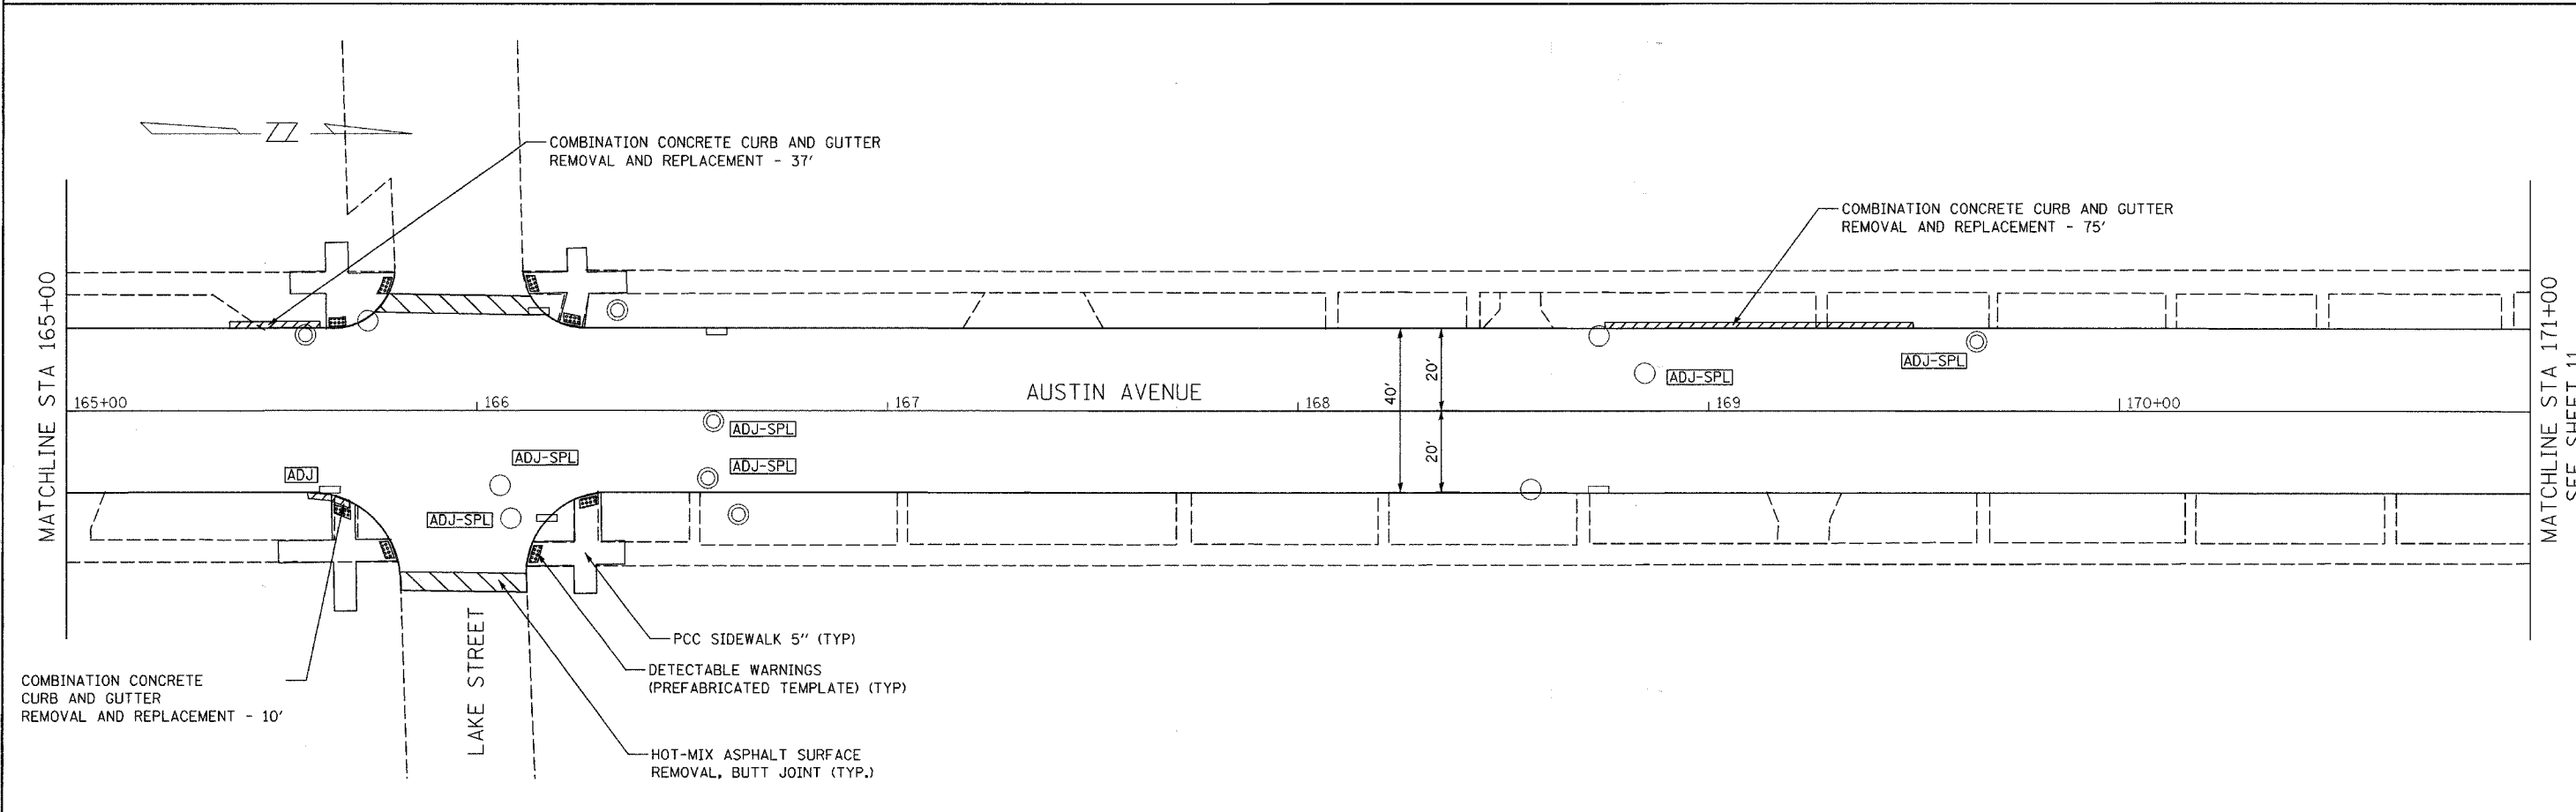 COMBINATION CONCRETE CURB AND GUTTER
REMOVAL AND REPLACEMENT - 37'
COMBINATION CONCRETE CURB AND GUTTER
REMOVAL AND REPLACEMENT - 75'
MATCHLINE STA 165+00
MATCHLINE STA 171+00
SEE SHEET 11
ADJ-SPL
ADJ-SPL
AUSTIN AVENUE
40'
20'
20'
165+00
166
167
168
169
170+00
ADJ-SPL
ADJ-SPL
ADJ-SPL
ADJ
ADJ-SPL
PCC SIDEWALK 5" (TYP)
DETECTABLE WARNINGS
(PREFABRICATED TEMPLATE) (TYP)
COMBINATION CONCRETE
CURB AND GUTTER
REMOVAL AND REPLACEMENT - 10'
LAKE STREET
HOT-MIX ASPHALT SURFACE
REMOVAL, BUTT JOINT (TYP.)